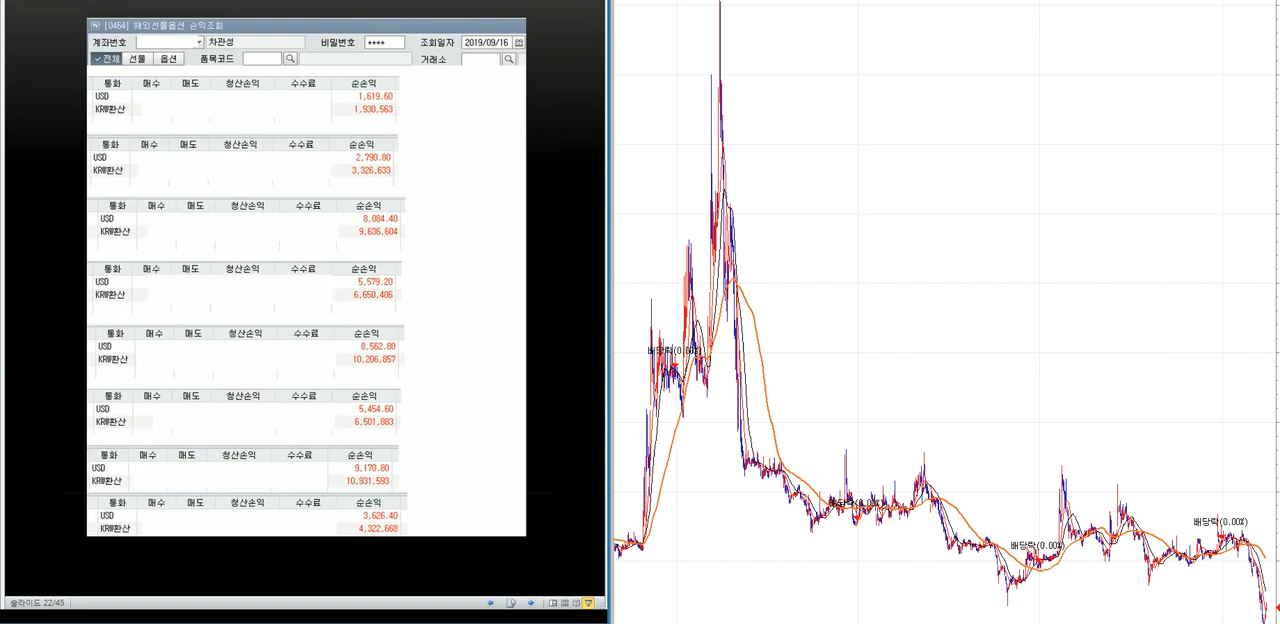 [0464] 해외선물옵션 손익조회
계좌번호 차관성 비밀번호 **** 조회일자 2019/09/16
전체 선물 옵션 품목코드 거래소
통화 매수 매도 청산손익 수수료 순손익
USD 1,619.60
KRW환산 1,930,563
통화 매수 매도 청산손익 수수료 순손익
USD 2,790.80
KRW환산 3,326,633
통화 매수 매도 청산손익 수수료 순손익
USD 8,084.40
KRW환산 9,636,604
통화 매수 매도 청산손익 수수료 순손익
USD 5,579.20
KRW환산 6,650,406
통화 매수 매도 청산손익 수수료 순손익
USD 8,562.80
KRW환산 10,206,857
통화 매수 매도 청산손익 수수료 순손익
USD 5,454.60
KRW환산 6,501,883
통화 매수 매도 청산손익 수수료 순손익
USD 9,170.80
KRW환산 10,931,593
통화 매수 매도 청산손익 수수료 순손익
USD 3,626.40
KRW환산 4,322,668
슬라이드 22/45
배당락(0.00%)
배당락(0.00%)
배당락(0.00%)
배당락(0.00%)